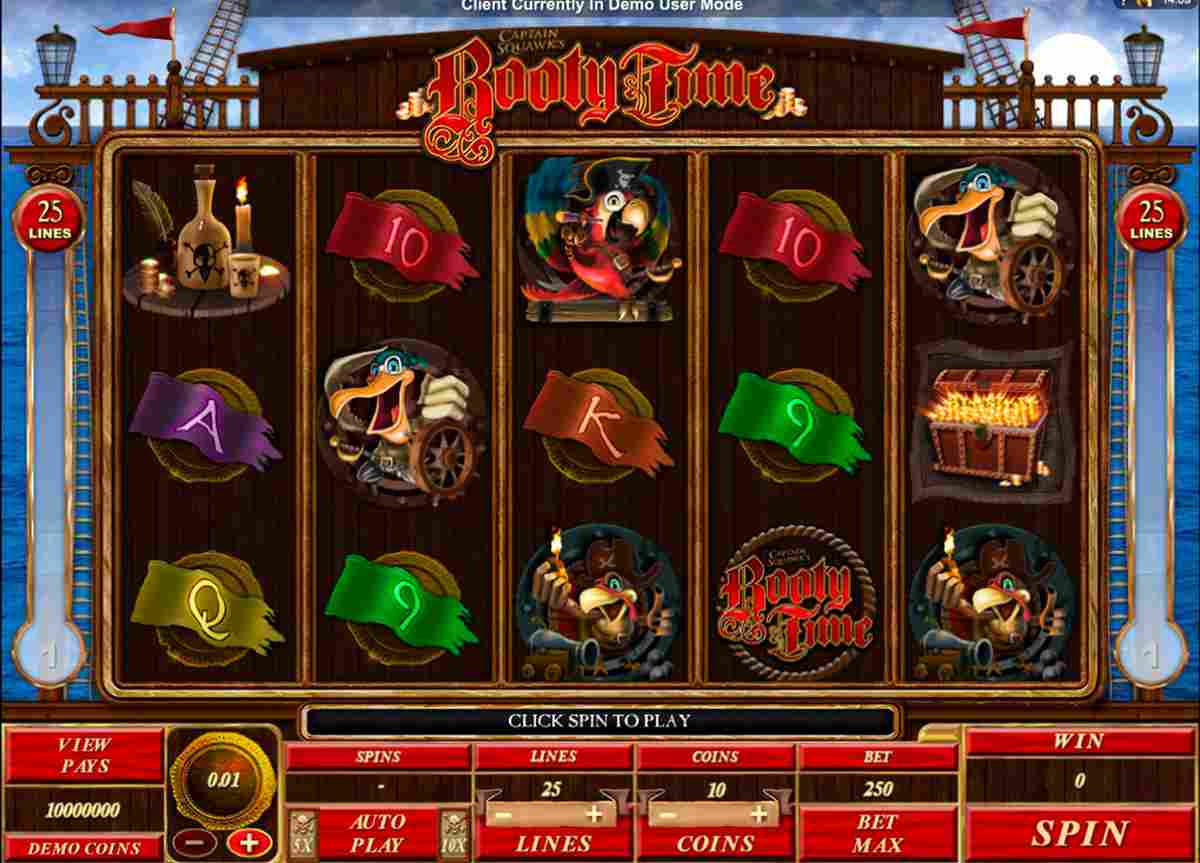 Client Currently In Demo User Mode
CAPTAIN
SQUAWK'S
Booty Time
25
LINES
25
LINES
10
10
A
K
9
Q
9
CAPTAIN
SQUAWK'S
Booty
Time
1
1
CLICK SPIN TO PLAY
VIEW
PAYS
0.01
SPINS
LINES
COINS
BET
WIN
10000000
-
25
10
250
0
- +
- +
5X
AUTO
PLAY
10X
LINES
COINS
BET
MAX
SPIN
DEMO COINS
- +